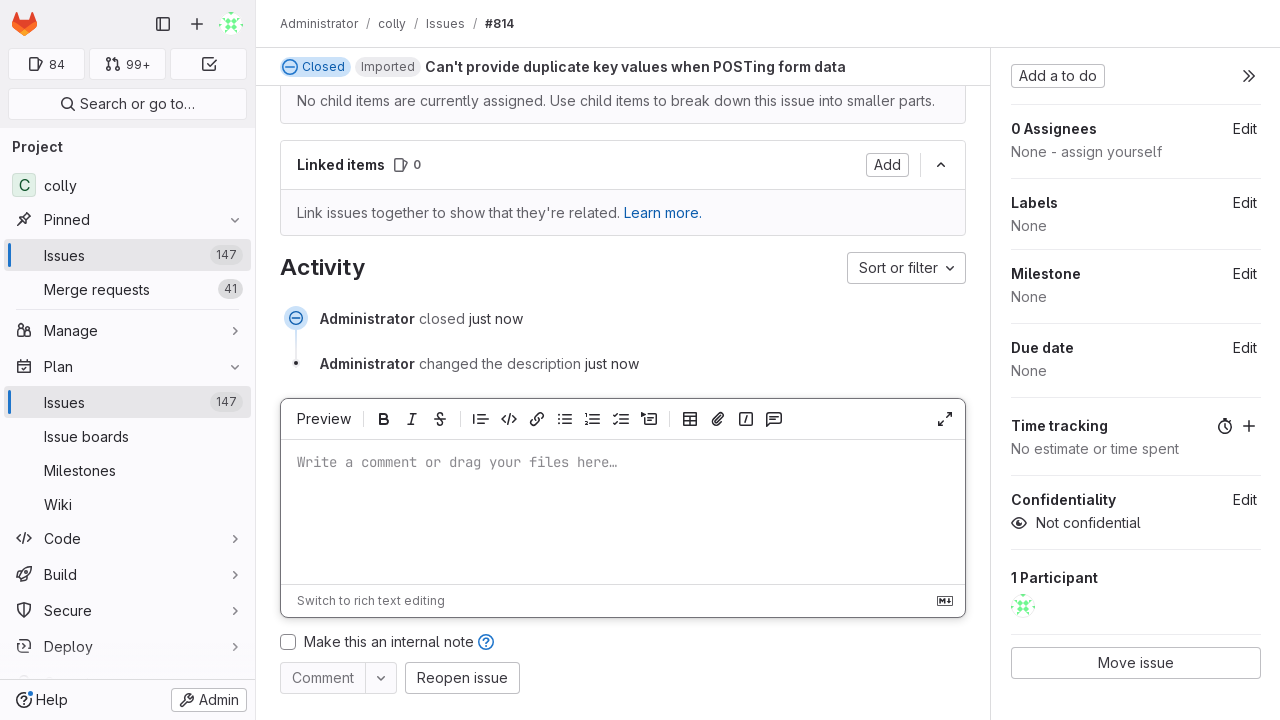 Administrator / colly / Issues / #814
84
99+
Search or go to…
Project
C colly
Pinned
Issues 147
Merge requests 41
Manage
Plan
Issues 147
Issue boards
Milestones
Wiki
Code
Build
Secure
Deploy
Help
Admin
Closed Imported Can't provide duplicate key values when POSTing form data
No child items are currently assigned. Use child items to break down this issue into smaller parts.
Linked items 0 Add
Link issues together to show that they're related. Learn more.
Activity
Sort or filter
Administrator closed just now
Administrator changed the description just now
Preview
Write a comment or drag your files here…
Switch to rich text editing
Make this an internal note
Comment
Reopen issue
Add a to do
0 Assignees Edit
None - assign yourself
Labels Edit
None
Milestone Edit
None
Due date Edit
None
Time tracking
No estimate or time spent
Confidentiality Edit
Not confidential
1 Participant
Move issue